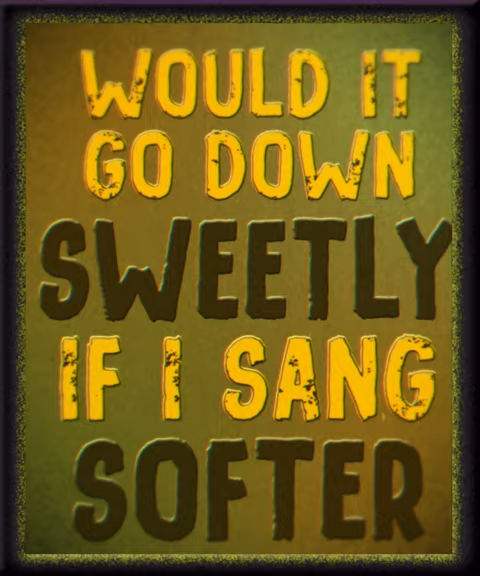 WOULD IT
GO DOWN
SWEETLY
IF I SANG
SOFTER